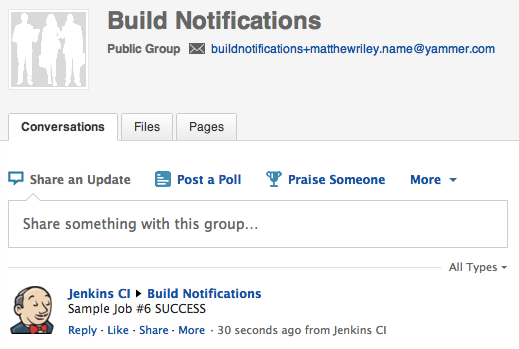 Build Notifications
Public Group buildnotifications+matthewriley.name@yammer.com
Conversations Files Pages
Share an Update Post a Poll Praise Someone More
Share something with this group...
All Types
Jenkins CI Build Notifications
Sample Job #6 SUCCESS
Reply · Like · Share · More · 30 seconds ago from Jenkins CI